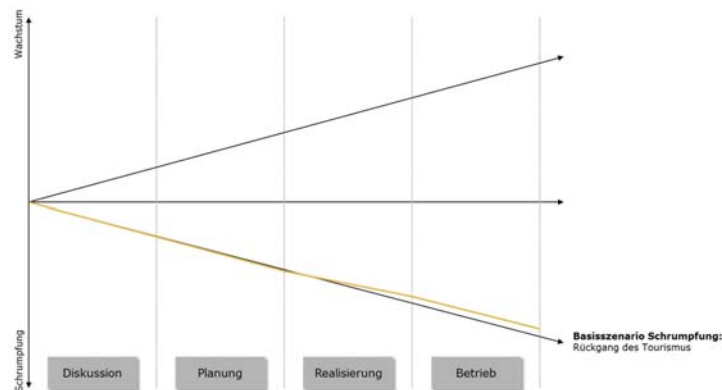 Wachstum
Schrumpfung
Basisszenario Schrumpfung:
Rückgang des Tourismus
Diskussion
Planung
Realisierung
Betrieb